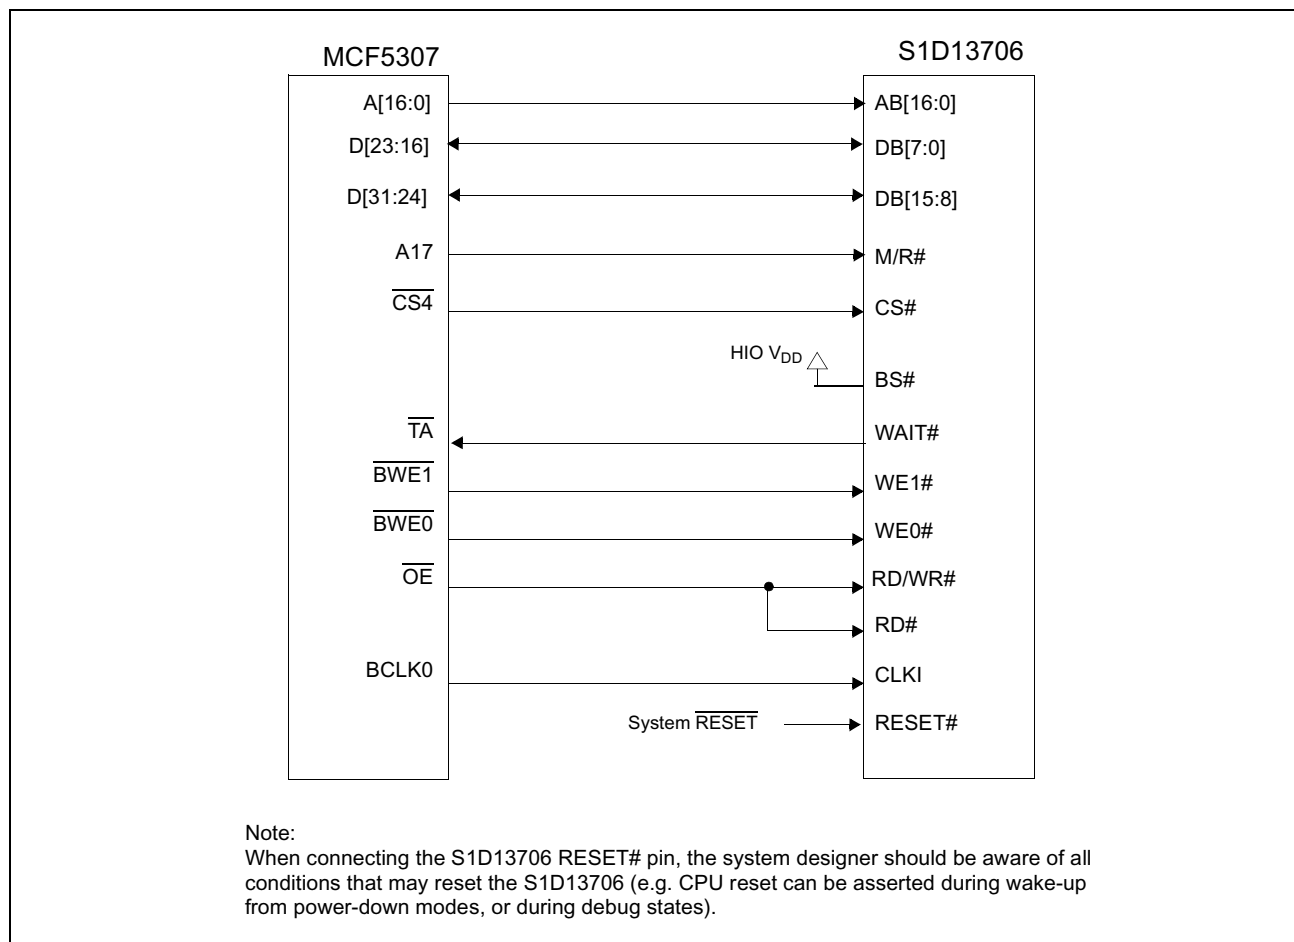 MCF5307
S1D13706
A[16:0]
AB[16:0]
D[23:16]
DB[7:0]
D[31:24]
DB[15:8]
A17
M/R#
CS4
CS#
HIO VDD
BS#
TA
WAIT#
BWE1
WE1#
BWE0
WE0#
OE
RD/WR#
RD#
BCLK0
CLKI
System RESET
RESET#
Note:
When connecting the S1D13706 RESET# pin, the system designer should be aware of all
conditions that may reset the S1D13706 (e.g. CPU reset can be asserted during wake-up
from power-down modes, or during debug states).